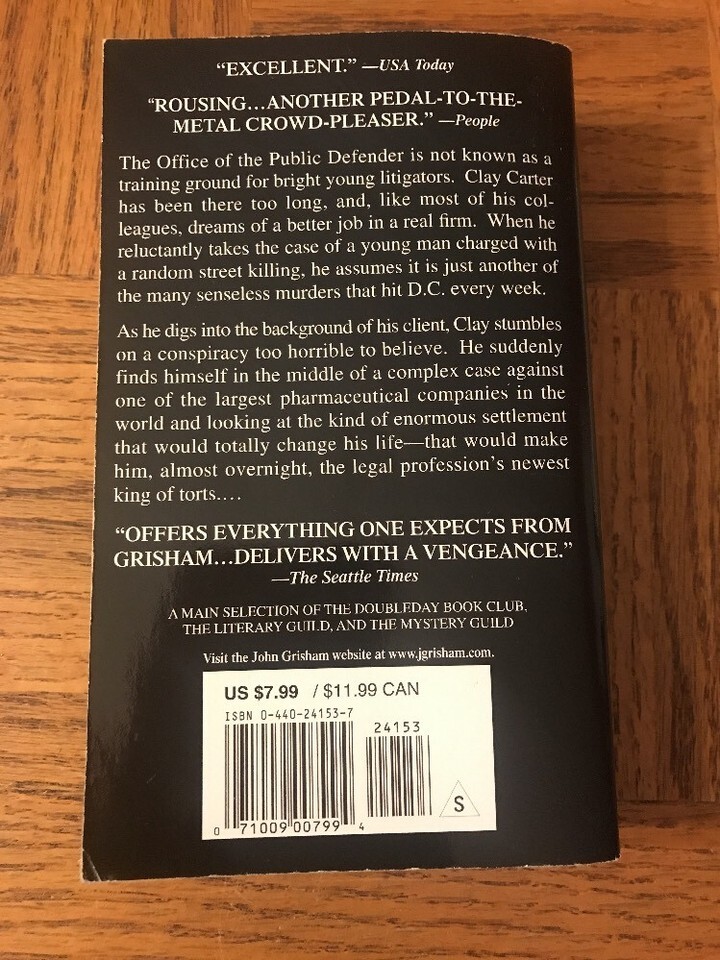 “EXCELLENT.” —USA Today
“ROUSING...ANOTHER PEDAL-TO-THE-
METAL CROWD-PLEASER.” —People
The Office of the Public Defender is not known as a
training ground for bright young litigators. Clay Carter
has been there too long, and, like most of his col-
leagues, dreams of a better job in a real firm. When he
reluctantly takes the case of a young man charged with
a random street killing, he assumes it is just another of
the many senseless murders that hit D.C. every week.
As he digs into the background of his client, Clay stumbles
on a conspiracy too horrible to believe. He suddenly
finds himself in the middle of a complex case against
one of the largest pharmaceutical companies in the
world and looking at the kind of enormous settlement
that would totally change his life—that would make
him, almost overnight, the legal profession’s newest
king of torts....
“OFFERS EVERYTHING ONE EXPECTS FROM
GRISHAM...DELIVERS WITH A VENGEANCE.”
—The Seattle Times
A MAIN SELECTION OF THE DOUBLEDAY BOOK CLUB,
THE LITERARY GUILD, AND THE MYSTERY GUILD
Visit the John Grisham website at www.jgrisham.com.
US $7.99 / $11.99 CAN
ISBN 0-440-24153-7
24153
S
0 71009 00799 4